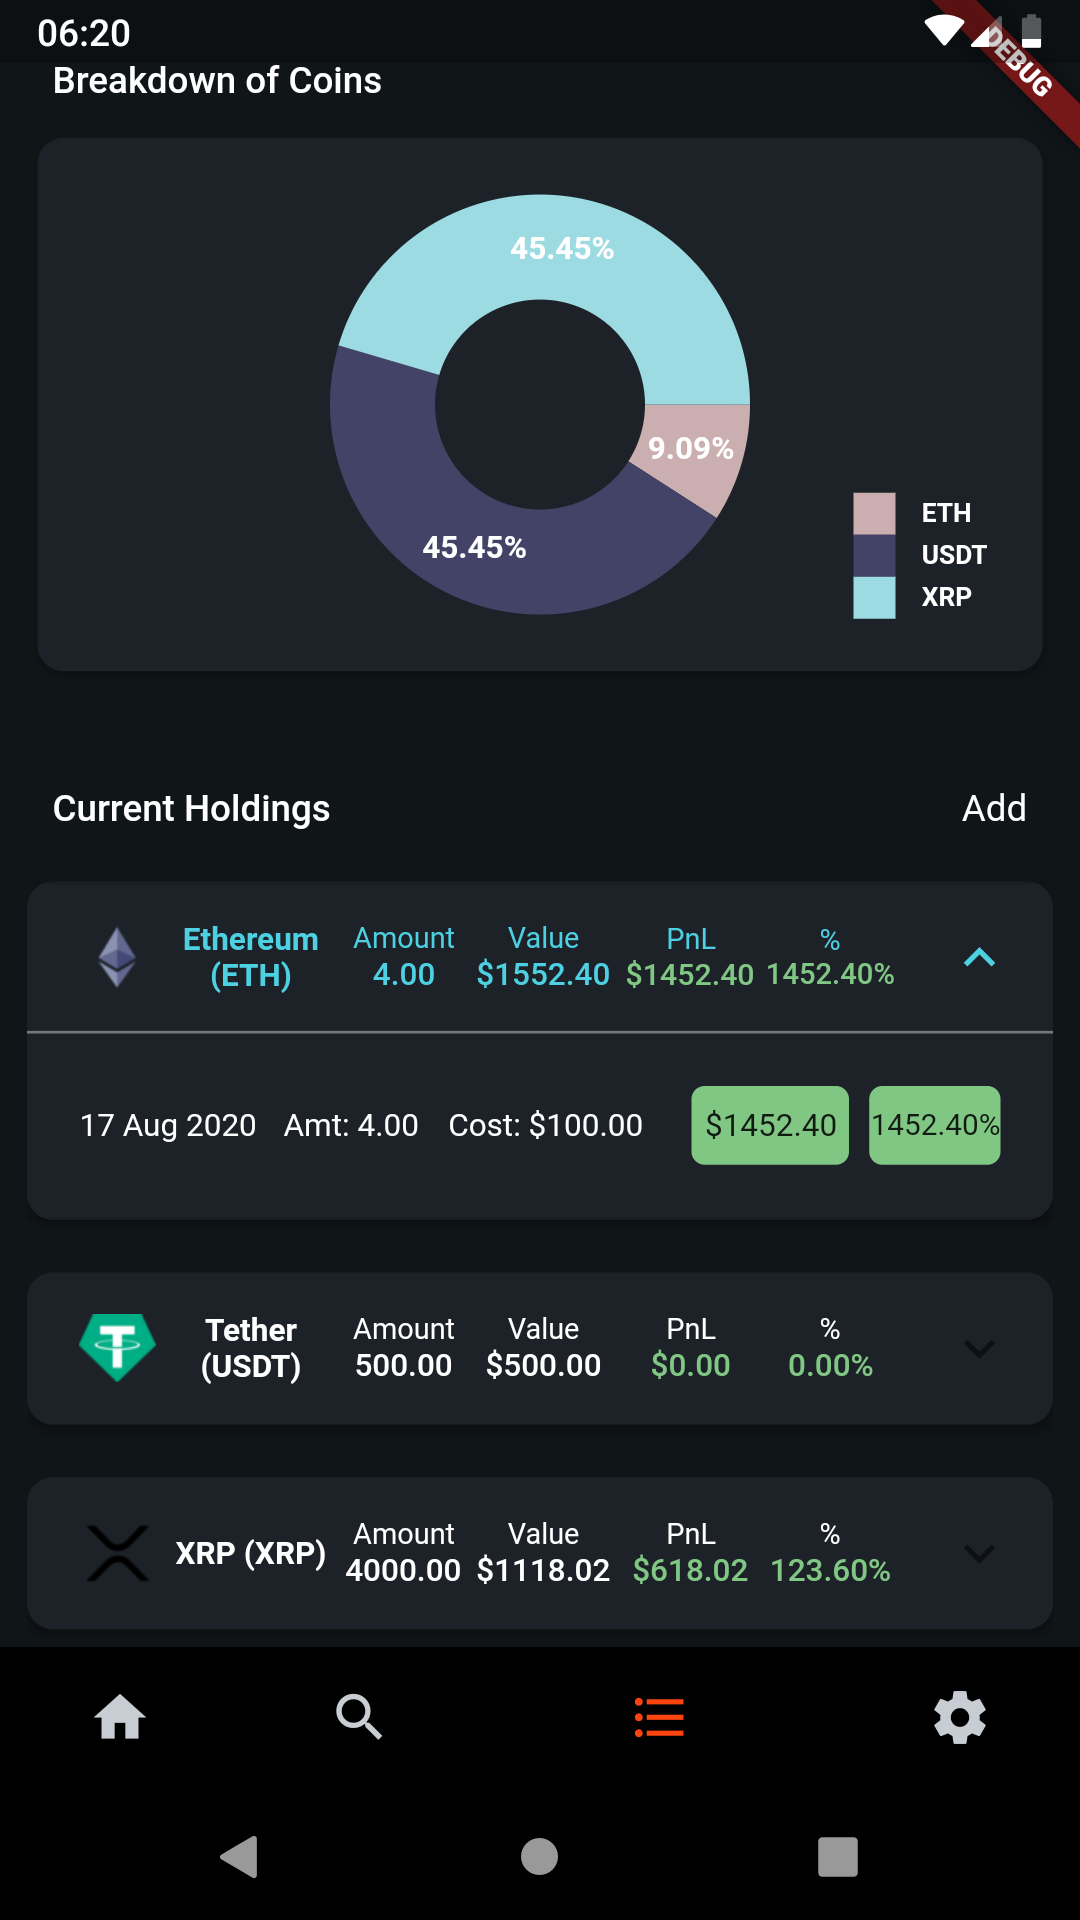 06:20
DEBUG
Breakdown of Coins
45.45%
9.09%
45.45%
ETH
USDT
XRP
Current Holdings
Add
Ethereum (ETH)
Amount 4.00
Value $1552.40
PnL $1452.40
% 1452.40%
17 Aug 2020 Amt: 4.00 Cost: $100.00 $1452.40 1452.40%
Tether (USDT)
Amount 500.00
Value $500.00
PnL $0.00
% 0.00%
XRP (XRP)
Amount 4000.00
Value $1118.02
PnL $618.02
% 123.60%